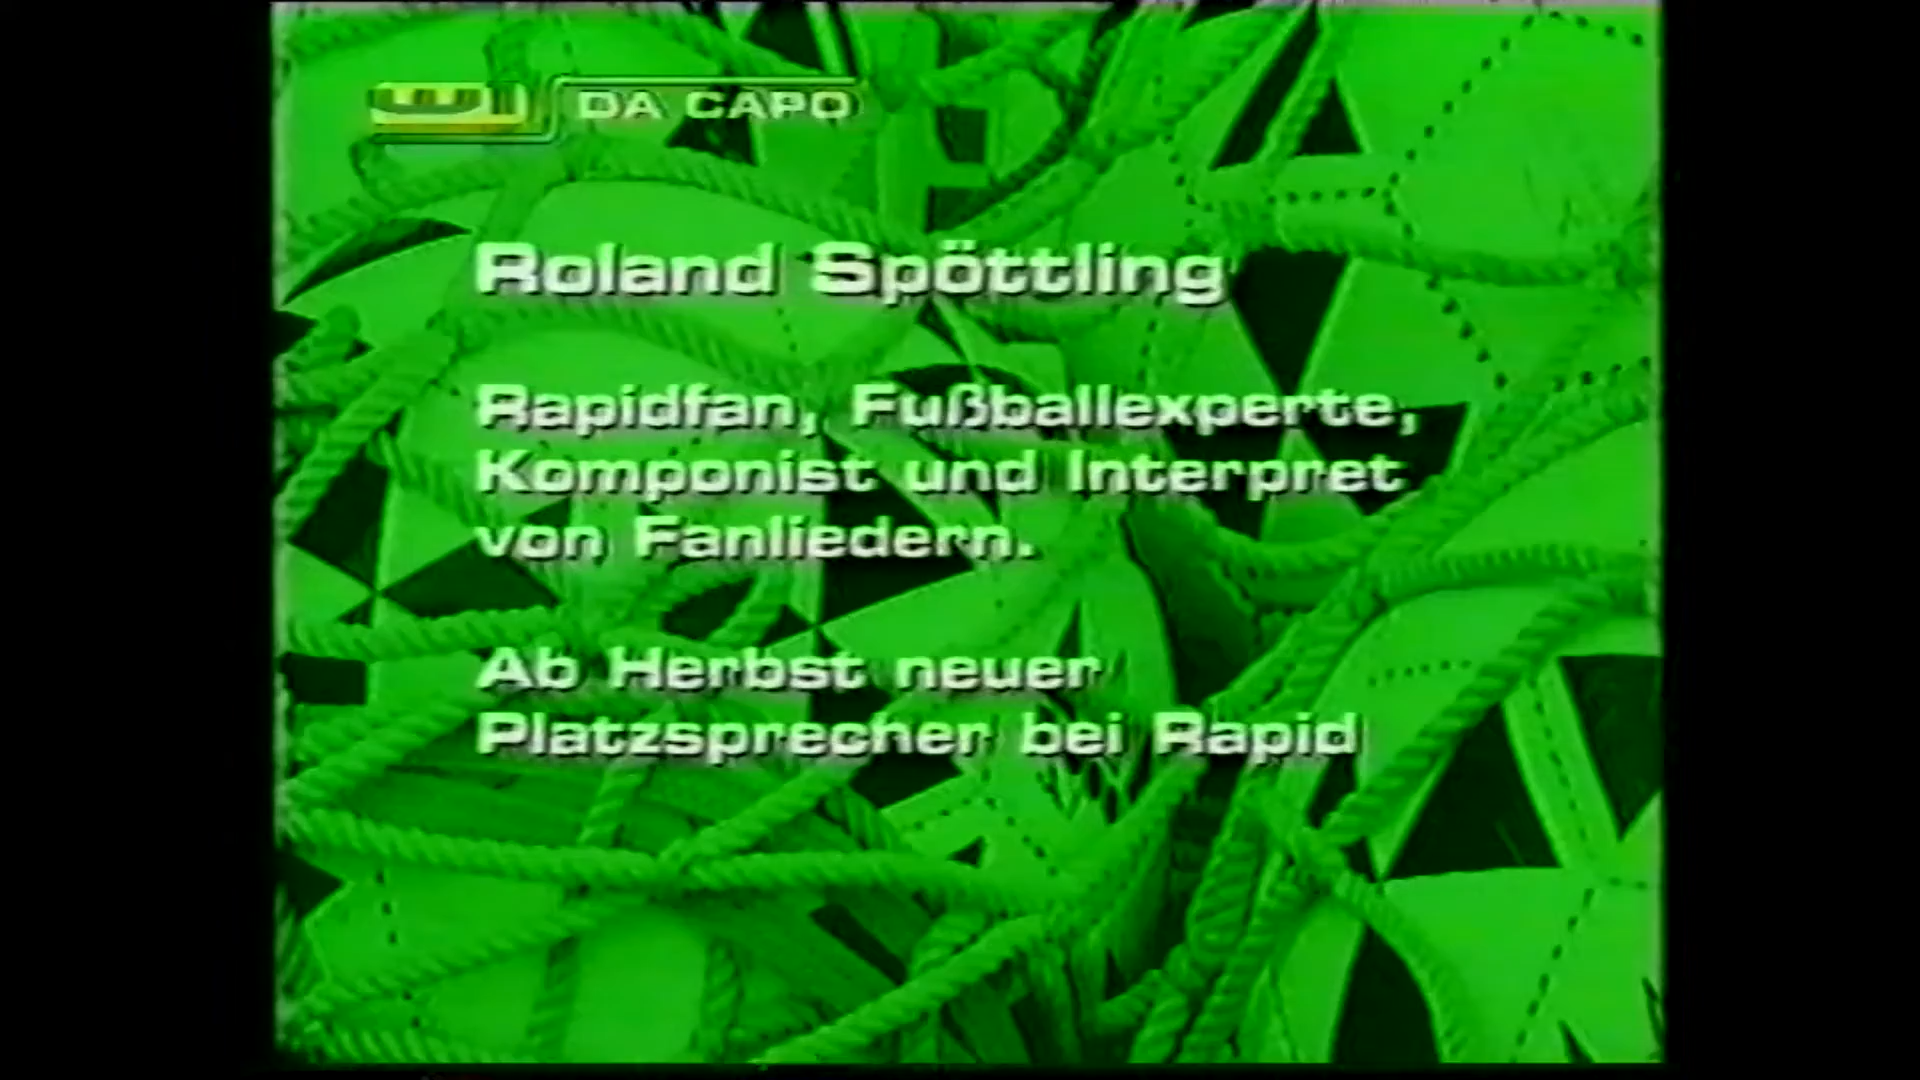 DA CAPO
Roland Spöttling
Rapidfan, Fußballexperte,
Komponist und Interpret
von Fanliedern.
Ab Herbst neuer
Platzsprecher bei Rapid